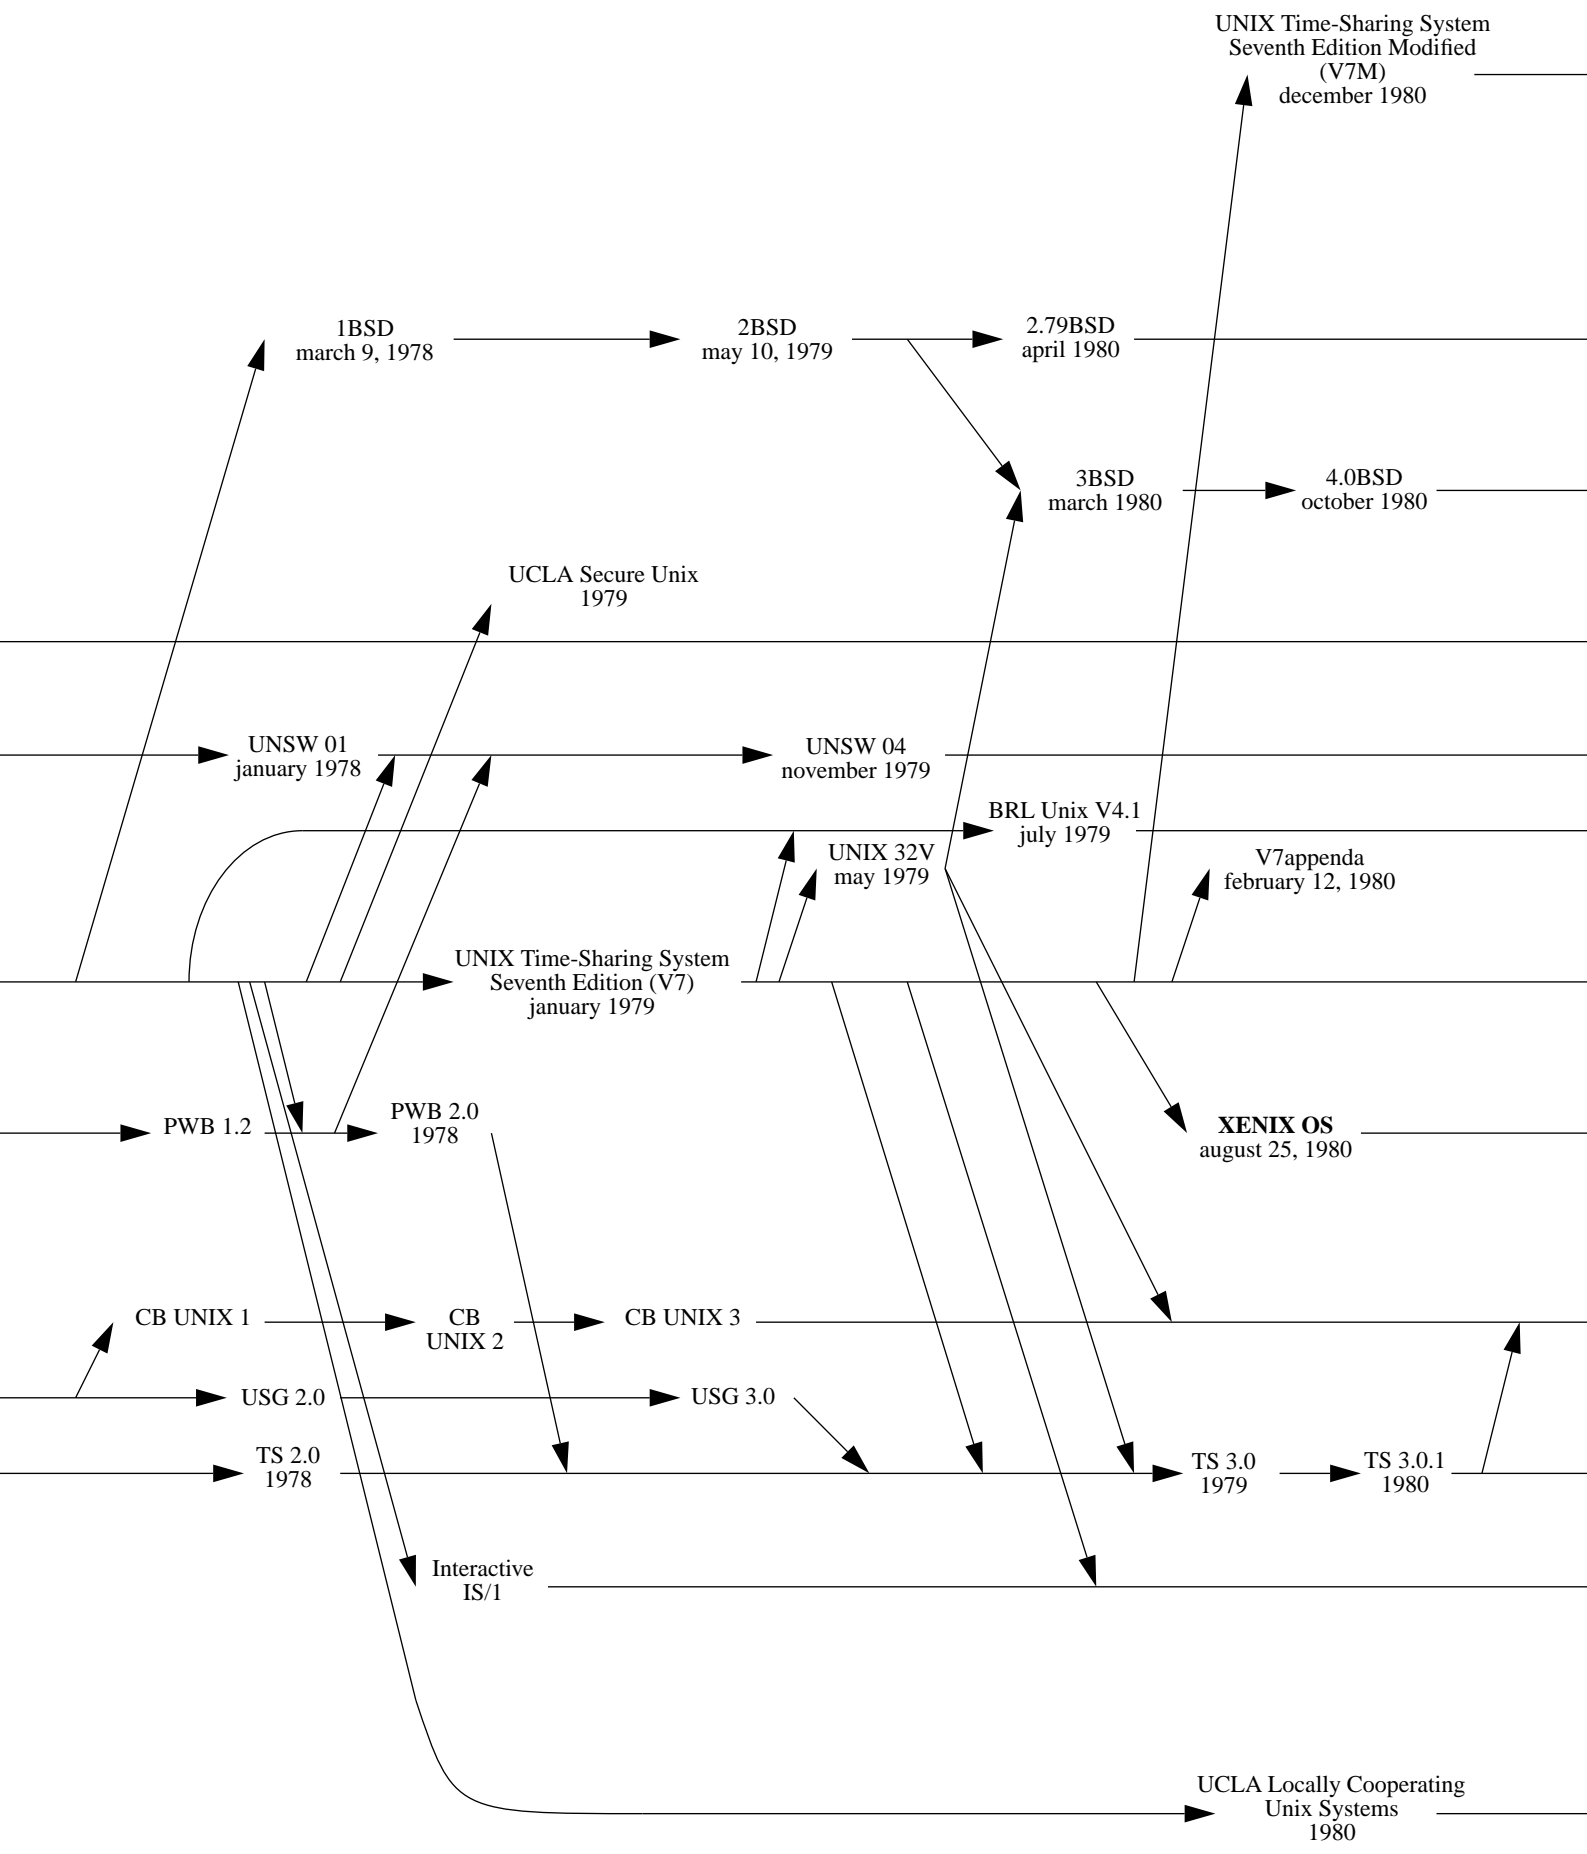 UNIX Time-Sharing System
Seventh Edition Modified
(V7M)
december 1980
1BSD
march 9, 1978
2BSD
may 10, 1979
2.79BSD
april 1980
3BSD
march 1980
4.0BSD
october 1980
UCLA Secure Unix
1979
UNSW 01
january 1978
UNSW 04
november 1979
BRL Unix V4.1
july 1979
UNIX 32V
may 1979
V7appenda
february 12, 1980
UNIX Time-Sharing System
Seventh Edition (V7)
january 1979
PWB 1.2
PWB 2.0
1978
XENIX OS
august 25, 1980
CB UNIX 1
CB
UNIX 2
CB UNIX 3
USG 2.0
USG 3.0
TS 2.0
1978
TS 3.0
1979
TS 3.0.1
1980
Interactive
IS/1
UCLA Locally Cooperating
Unix Systems
1980